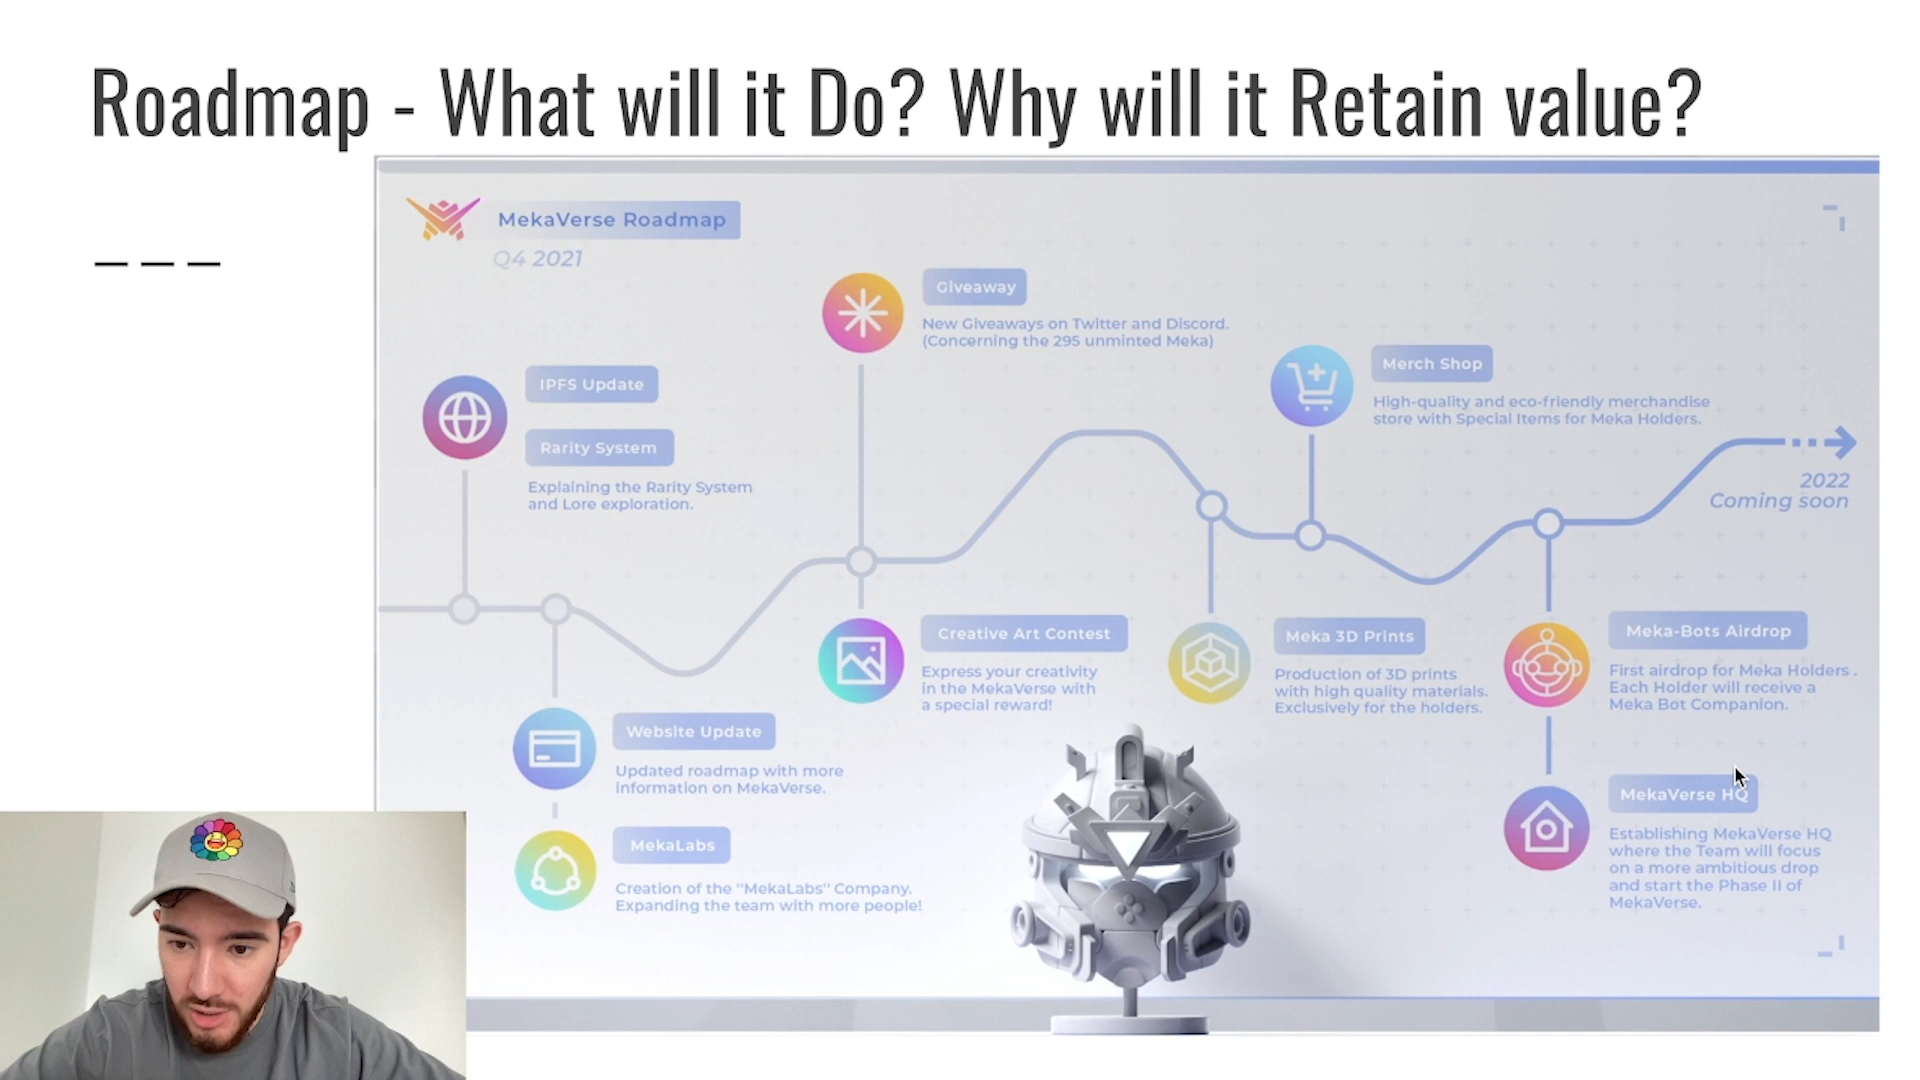 Roadmap - What will it Do? Why will it Retain value?
MekaVerse Roadmap
Q4 2021
IPFS Update
Rarity System
Explaining the Rarity System
and Lore exploration.
Website Update
Updated roadmap with more
information on MekaVerse.
MekaLabs
Creation of the "MekaLabs" Company.
Expanding the team with more people!
Giveaway
New Giveaways on Twitter and Discord.
(Concerning the 295 unminted Meka)
Creative Art Contest
Express your creativity
in the MekaVerse with
a special reward!
Meka 3D Prints
Production of 3D prints
with high quality materials.
Exclusively for the holders.
Merch Shop
High-quality and eco-friendly merchandise
store with Special Items for Meka Holders.
Meka-Bots Airdrop
First airdrop for Meka Holders .
Each Holder will receive a
Meka Bot Companion.
MekaVerse HQ
Establishing MekaVerse HQ
where the Team will focus
on a more ambitious drop
and start the Phase II of
MekaVerse.
2022
Coming soon